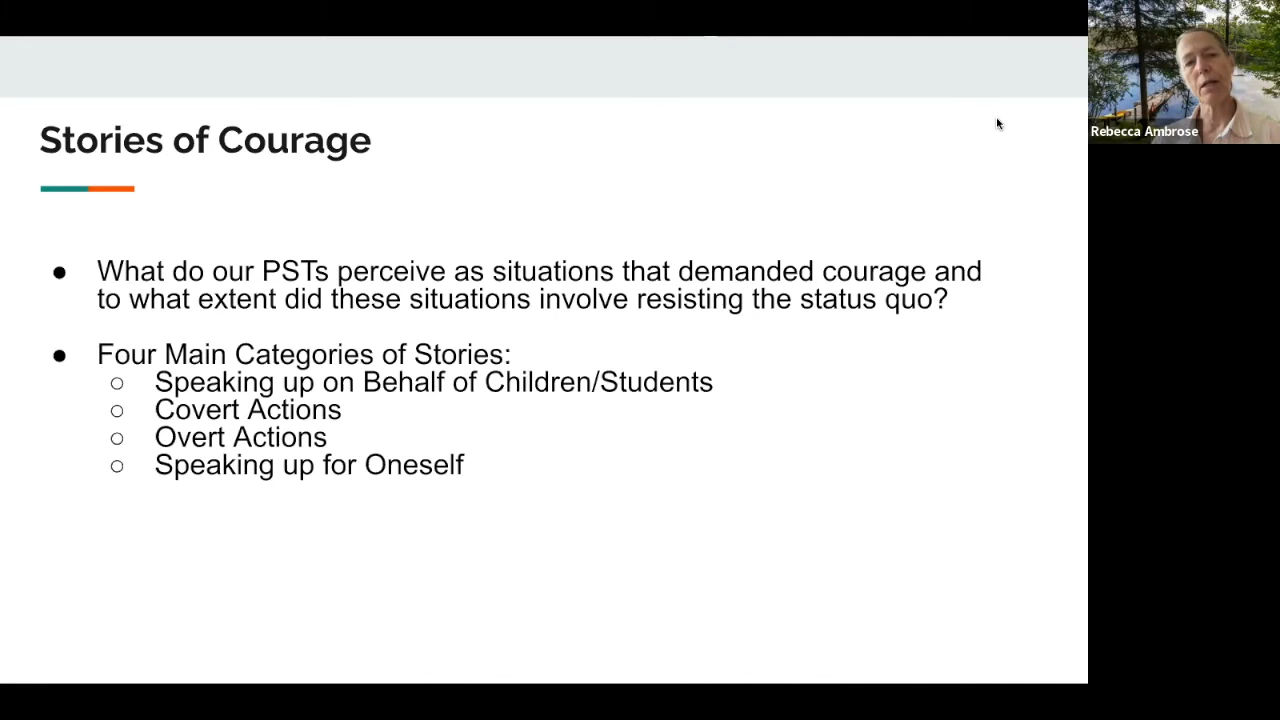 Stories of Courage
Rebecca Ambrose
● What do our PSTs perceive as situations that demanded courage and
to what extent did these situations involve resisting the status quo?
● Four Main Categories of Stories:
○ Speaking up on Behalf of Children/Students
○ Covert Actions
○ Overt Actions
○ Speaking up for Oneself